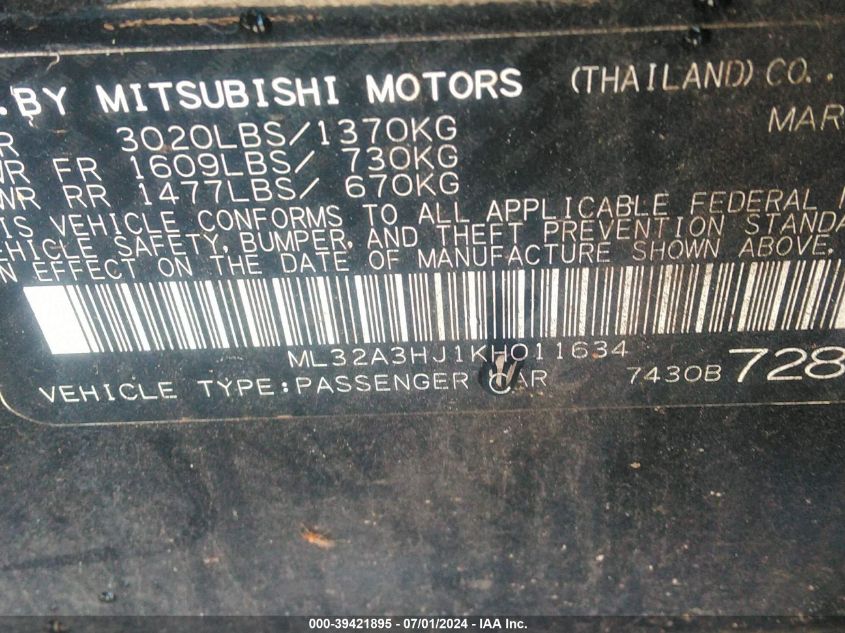 . BY MITSUBISHI MOTORS (THAILAND) CO.,
R 3020LBS/1370KG MAR
WR FR 1609LBS/ 730KG
WR RR 1477LBS/ 670KG
IS VEHICLE CONFORMS TO ALL APPLICABLE FEDERAL
EHICLE SAFETY, BUMPER, AND THEFT PREVENTION STANDA
N EFFECT ON THE DATE OF MANUFACTURE SHOWN ABOVE.
ML32A3HJ1KH011634
VEHICLE TYPE:PASSENGER CAR 7430B 728
000-39421895 - 07/01/2024 - IAA Inc.